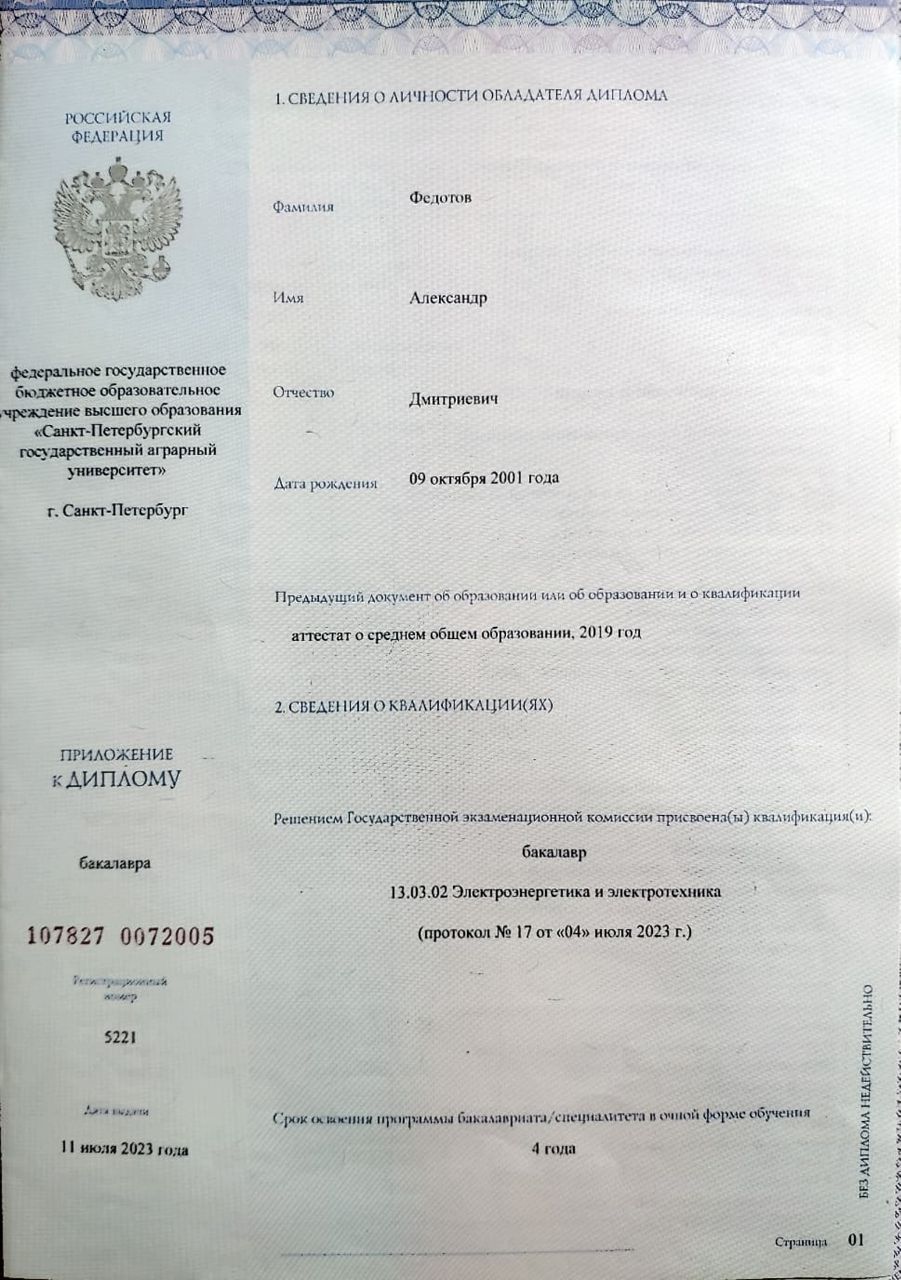 РОССИЙСКАЯ
ФЕДЕРАЦИЯ
федеральное государственное
бюджетное образовательное
учреждение высшего образования
«Санкт-Петербургский
государственный аграрный
университет»
г. Санкт-Петербург
ПРИЛОЖЕНИЕ
к ДИПЛОМУ
бакалавра
107827 0072005
Регистрационный
номер
5221
Дата выдачи
11 июля 2023 года
1. СВЕДЕНИЯ О ЛИЧНОСТИ ОБЛАДАТЕЛЯ ДИПЛОМА
Фамилия Федотов
Имя Александр
Отчество Дмитриевич
Дата рождения 09 октября 2001 года
Предыдущий документ об образовании или об образовании и о квалификации
аттестат о среднем общем образовании, 2019 год
2. СВЕДЕНИЯ О КВАЛИФИКАЦИИ(ЯХ)
Решением Государственной экзаменационной комиссии присвоена(ы) квалификация(и):
бакалавр
13.03.02 Электроэнергетика и электротехника
(протокол № 17 от «04» июля 2023 г.)
Срок освоения программы бакалавриата/специалитета в очной форме обучения
4 года
БЕЗ ДИПЛОМА НЕДЕЙСТВИТЕЛЬНО
Страница 01